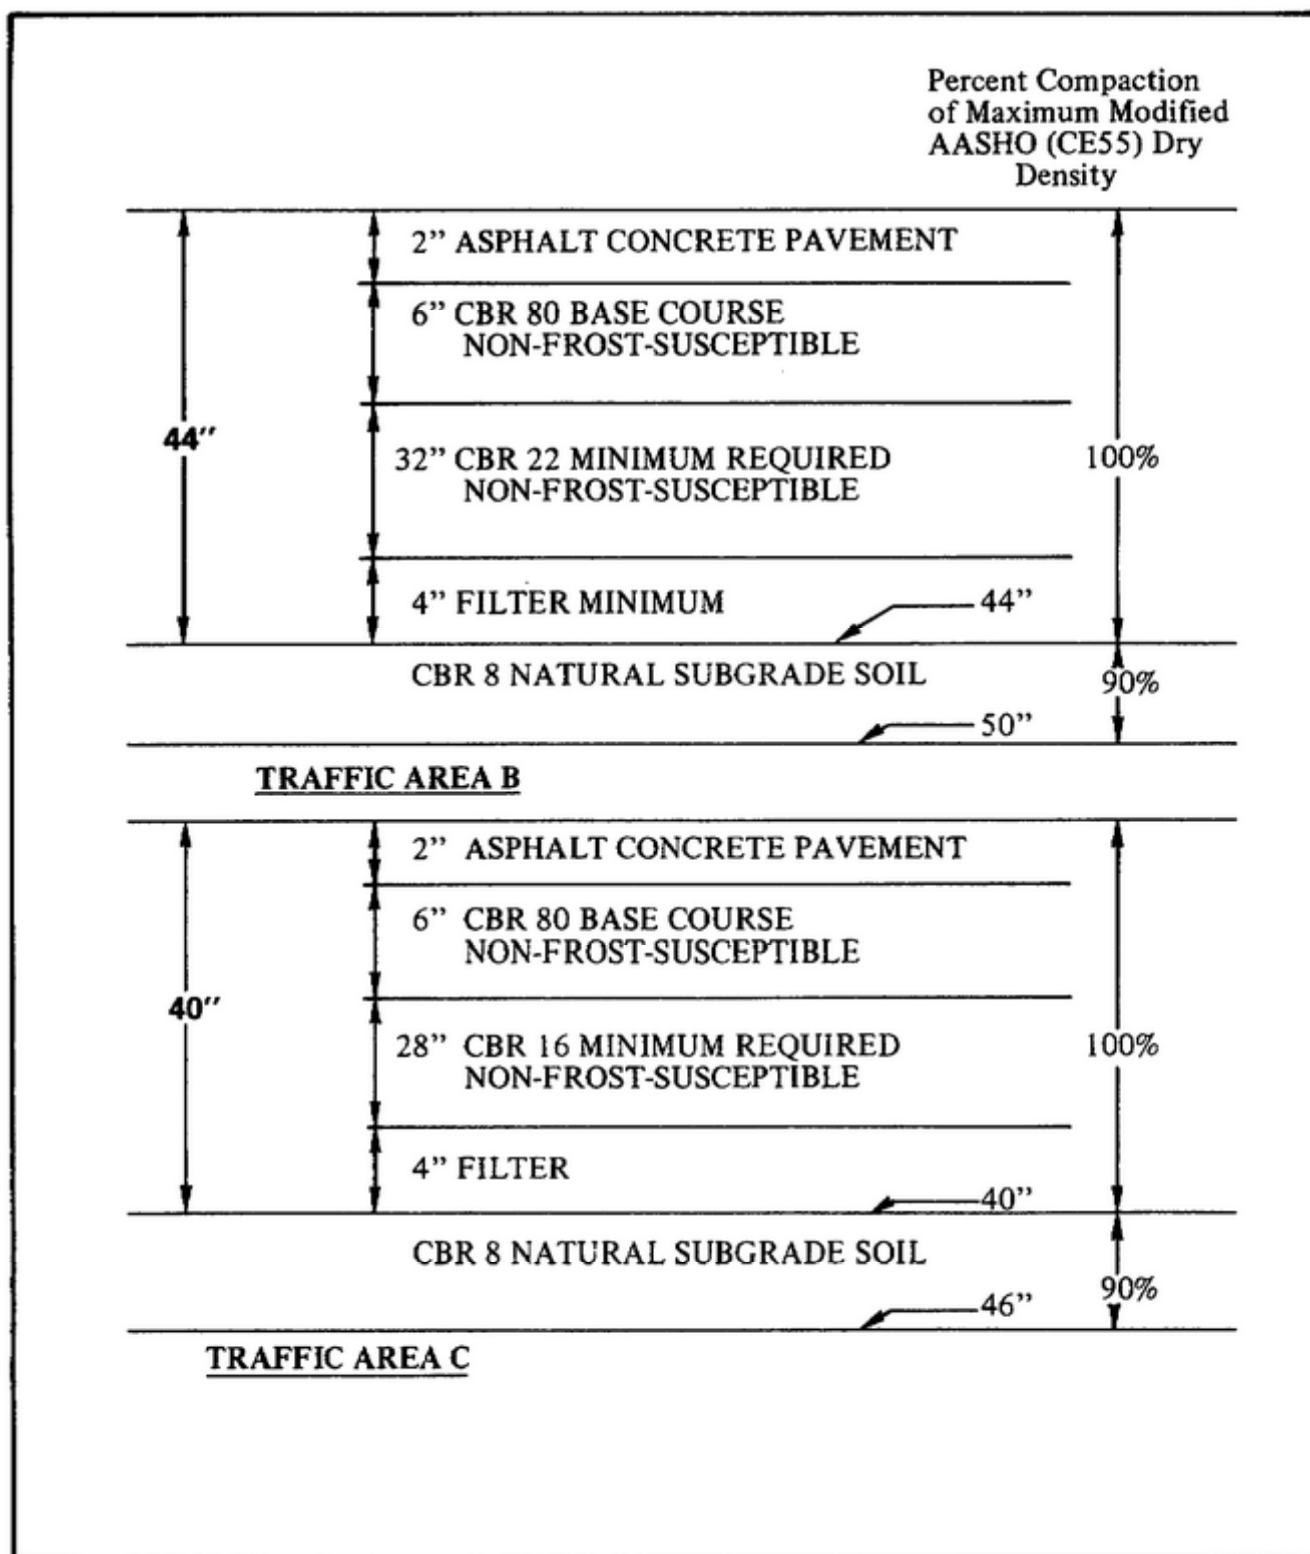 Percent Compaction
of Maximum Modified
AASHO (CE55) Dry
Density
2” ASPHALT CONCRETE PAVEMENT
6” CBR 80 BASE COURSE
NON-FROST-SUSCEPTIBLE
44″
32” CBR 22 MINIMUM REQUIRED
NON-FROST-SUSCEPTIBLE
100%
4” FILTER MINIMUM
44”
CBR 8 NATURAL SUBGRADE SOIL
90%
50”
TRAFFIC AREA B
2” ASPHALT CONCRETE PAVEMENT
6” CBR 80 BASE COURSE
NON-FROST-SUSCEPTIBLE
40″
28” CBR 16 MINIMUM REQUIRED
NON-FROST-SUSCEPTIBLE
100%
4” FILTER
40”
CBR 8 NATURAL SUBGRADE SOIL
90%
46”
TRAFFIC AREA C